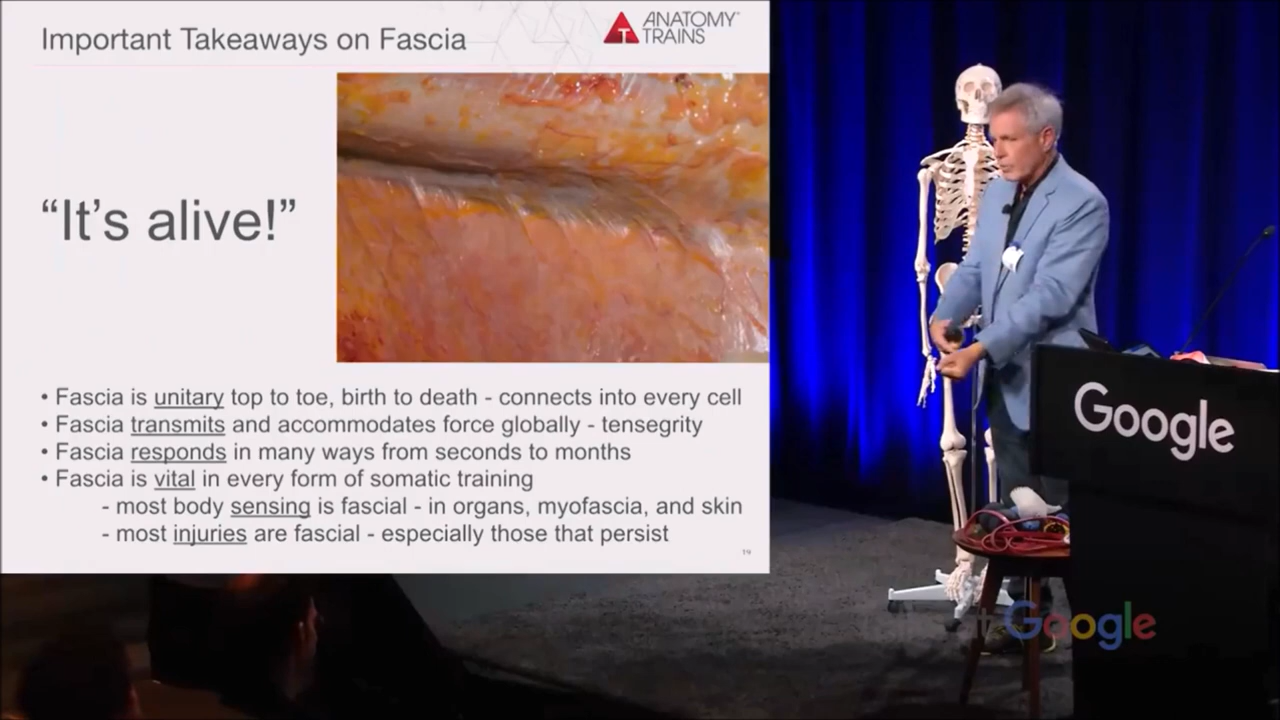 Important Takeaways on Fascia
ANATOMY
TRAINS
T
“It’s alive!”
• Fascia is unitary top to toe, birth to death - connects into every cell
• Fascia transmits and accommodates force globally - tensegrity
• Fascia responds in many ways from seconds to months
• Fascia is vital in every form of somatic training
- most body sensing is fascial - in organs, myofascia, and skin
- most injuries are fascial - especially those that persist
19
Google
at Google